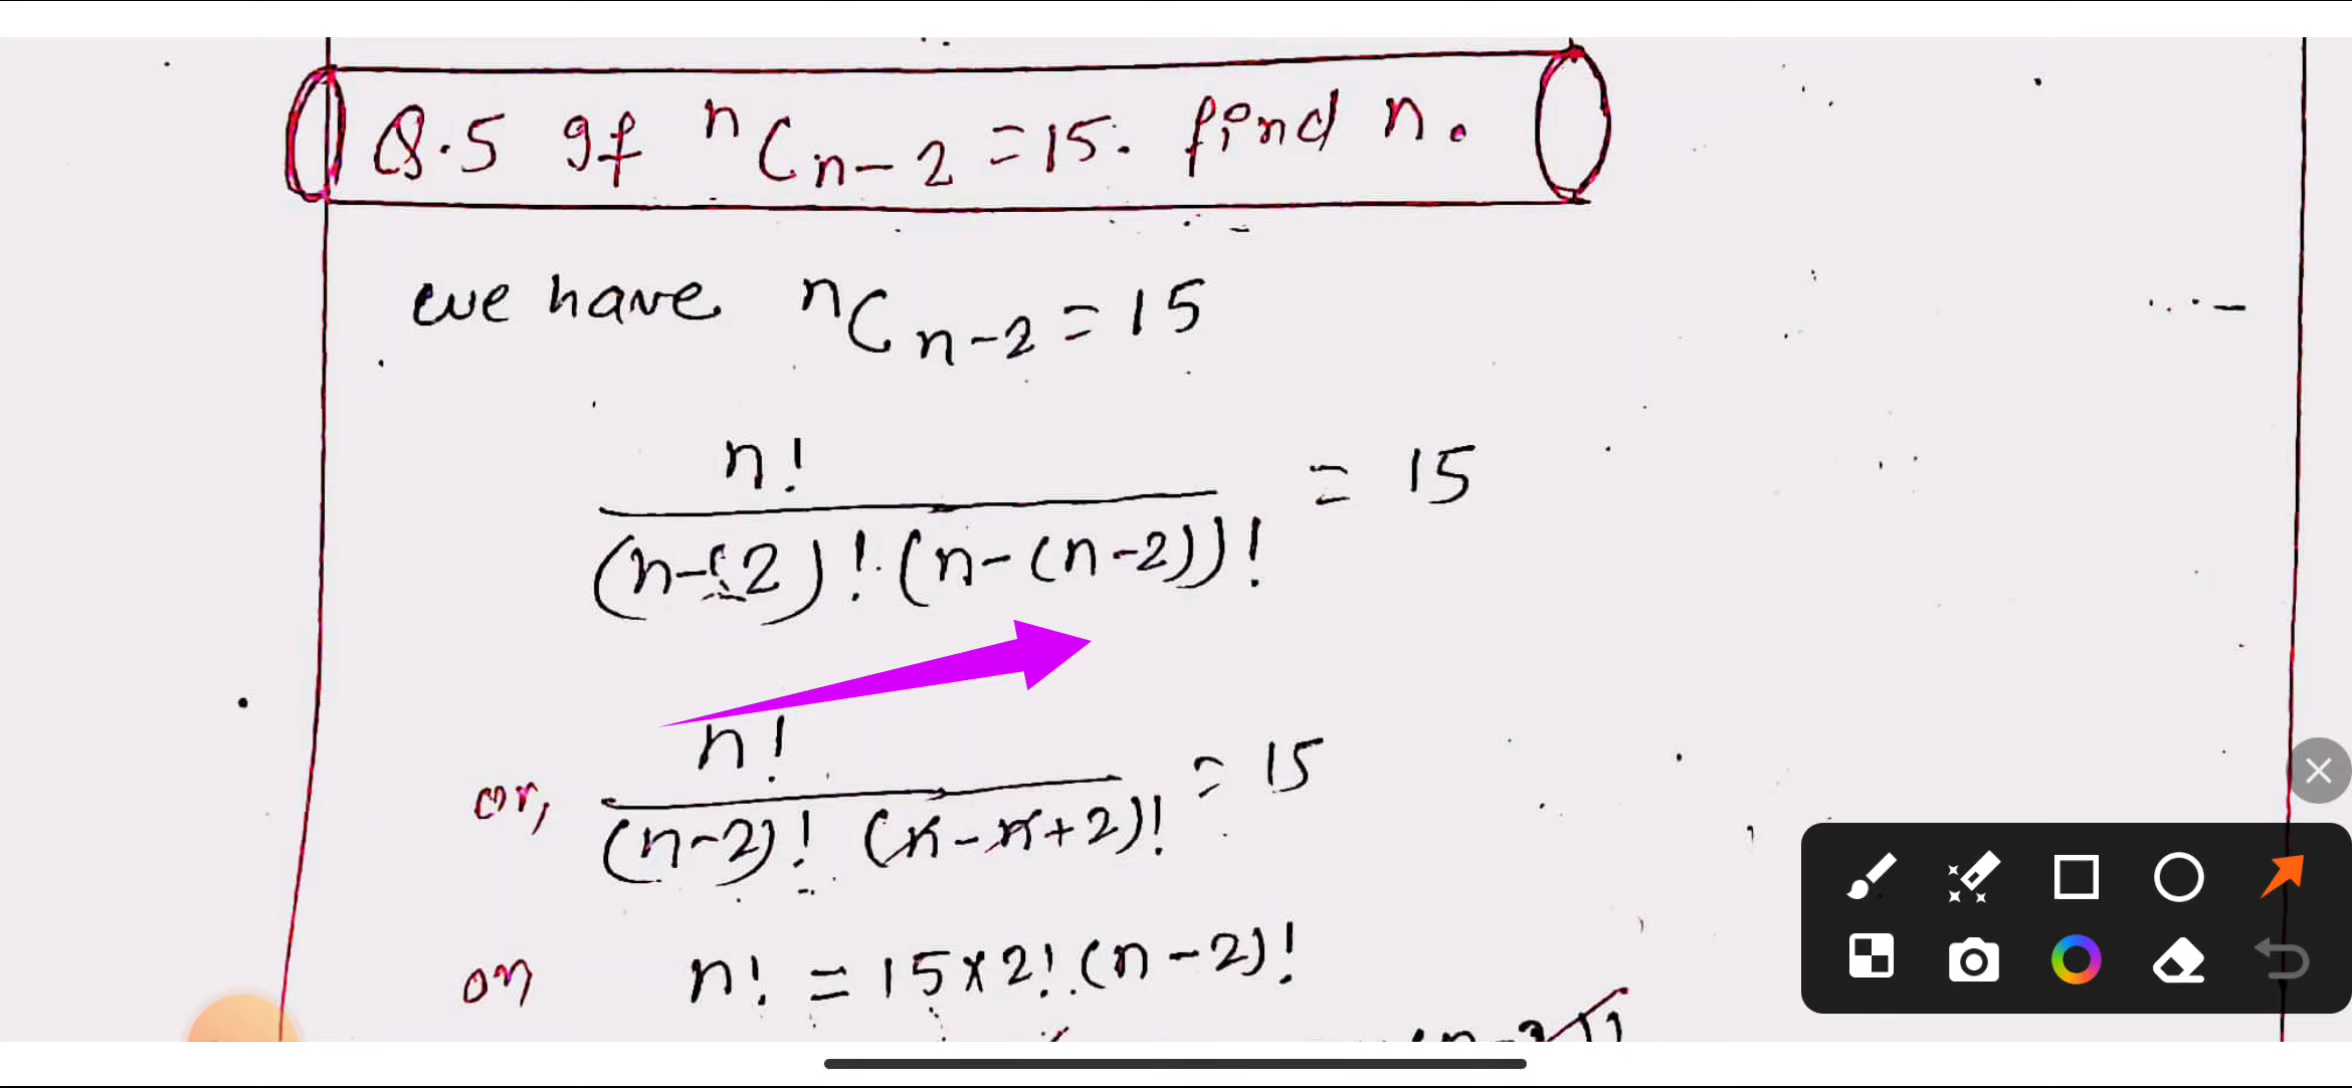 Q.5 If ⁿCₙ₋₂ = 15. find n.
we have ⁿCₙ₋₂ = 15
n!
(n-(2)! (n-(n-2))! = 15
n!
or, (n-2)! (n-n+2)! = 15
or n! = 15×2!.(n-2)!